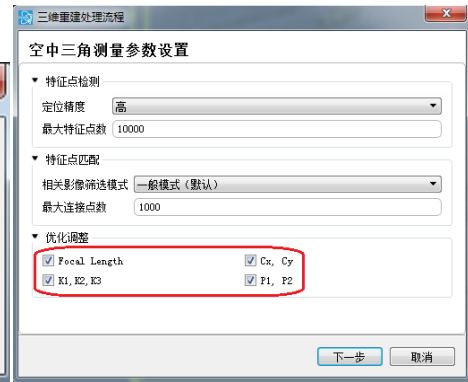 三维重建处理流程
空中三角测量参数设置
特征点检测
定位精度 高
最大特征点数 10000
特征点匹配
相关影像筛选模式 一般模式（默认）
最大连接点数 1000
优化调整
Focal Length Cx, Cy
K1,K2,K3 P1, P2
下一步 取消